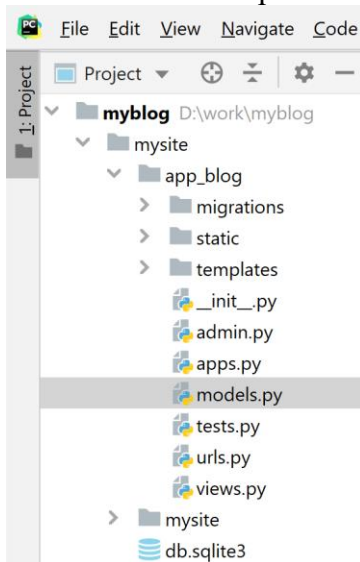 File Edit View Navigate Code
1: Project
Project
myblog D:\work\myblog
mysite
app_blog
migrations
static
templates
__init__.py
admin.py
apps.py
models.py
tests.py
urls.py
views.py
mysite
db.sqlite3